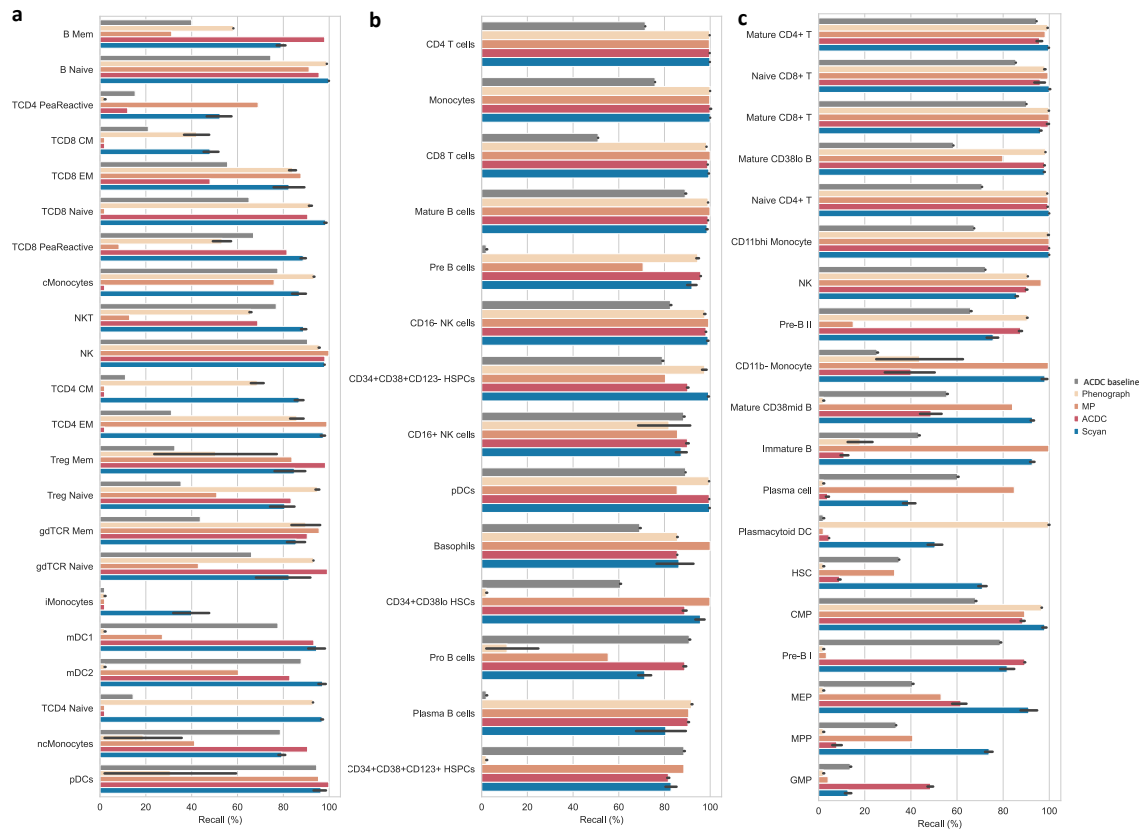 a
B Mem
B Naive
TCD4 PeaReactive
TCD8 CM
TCD8 EM
TCD8 Naive
TCD8 PeaReactive
cMonocytes
NKT
NK
TCD4 CM
TCD4 EM
Treg Mem
Treg Naive
gdTCR Mem
gdTCR Naive
iMonocytes
mDC1
mDC2
TCD4 Naive
ncMonocytes
pDCs
0 20 40 60 80 100
Recall (%)
b
CD4 T cells
Monocytes
CD8 T cells
Mature B cells
Pre B cells
CD16- NK cells
CD34+CD38+CD123- HSPCs
CD16+ NK cells
pDCs
Basophils
CD34+CD38lo HSCs
Pro B cells
Plasma B cells
CD34+CD38+CD123+ HSPCs
0 20 40 60 80 100
Recall (%)
c
Mature CD4+ T
Naive CD8+ T
Mature CD8+ T
Mature CD38lo B
Naive CD4+ T
CD11bhi Monocyte
NK
Pre-B II
CD11b- Monocyte
Mature CD38mid B
Immature B
Plasma cell
Plasmacytoid DC
HSC
CMP
Pre-B I
MEP
MPP
GMP
0 20 40 60 80 100
Recall (%)
ACDC baseline
Phenograph
MP
ACDC
Scyan